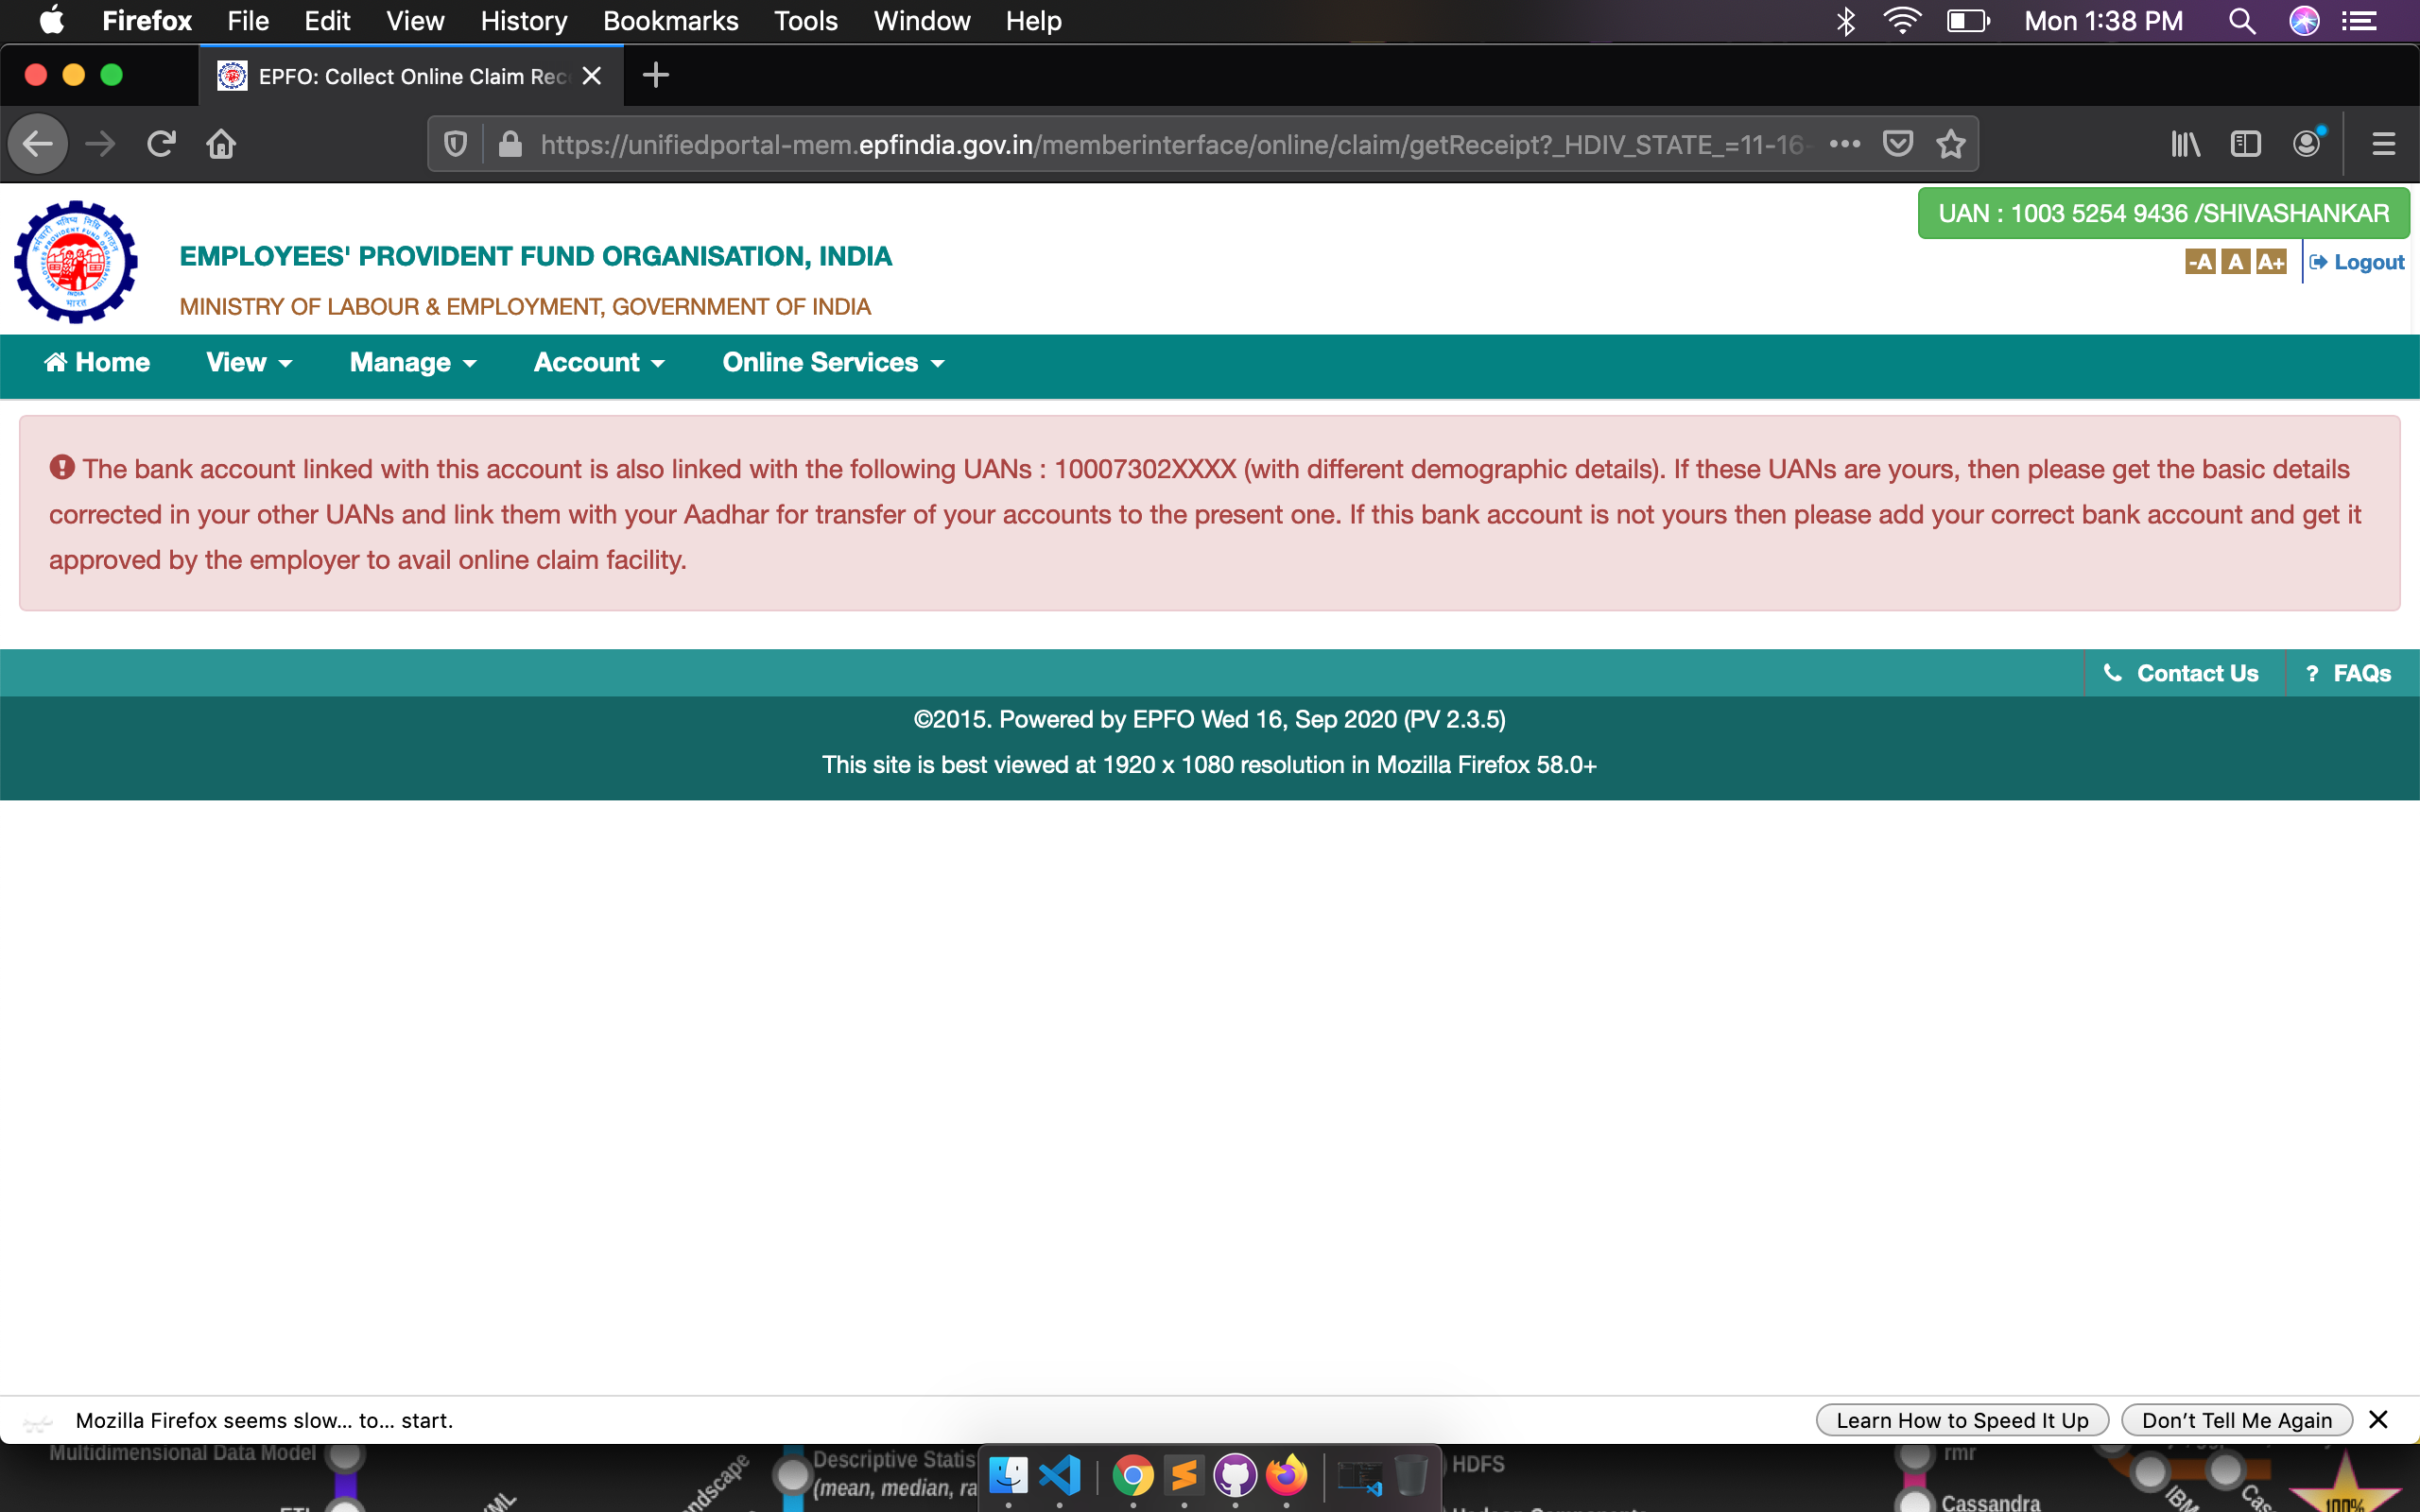 Firefox File Edit View History Bookmarks Tools Window Help Mon 1:38 PM
EPFO: Collect Online Claim Rec
https://unifiedportal-mem.epfindia.gov.in/memberinterface/online/claim/getReceipt?_HDIV_STATE_=11-16-
UAN : 1003 5254 9436 /SHIVASHANKAR
EMPLOYEES' PROVIDENT FUND ORGANISATION, INDIA
-A A A+ Logout
MINISTRY OF LABOUR & EMPLOYMENT, GOVERNMENT OF INDIA
Home View Manage Account Online Services
The bank account linked with this account is also linked with the following UANs : 10007302XXXX (with different demographic details). If these UANs are yours, then please get the basic details
corrected in your other UANs and link them with your Aadhar for transfer of your accounts to the present one. If this bank account is not yours then please add your correct bank account and get it
approved by the employer to avail online claim facility.
Contact Us ? FAQs
©2015. Powered by EPFO Wed 16, Sep 2020 (PV 2.3.5)
This site is best viewed at 1920 x 1080 resolution in Mozilla Firefox 58.0+
Mozilla Firefox seems slow... to... start. Learn How to Speed It Up Don't Tell Me Again
Multidimensional Data Model
Descriptive Statis
(mean, median, ra
HDFS
rmr
Cassandra
IBM
100%